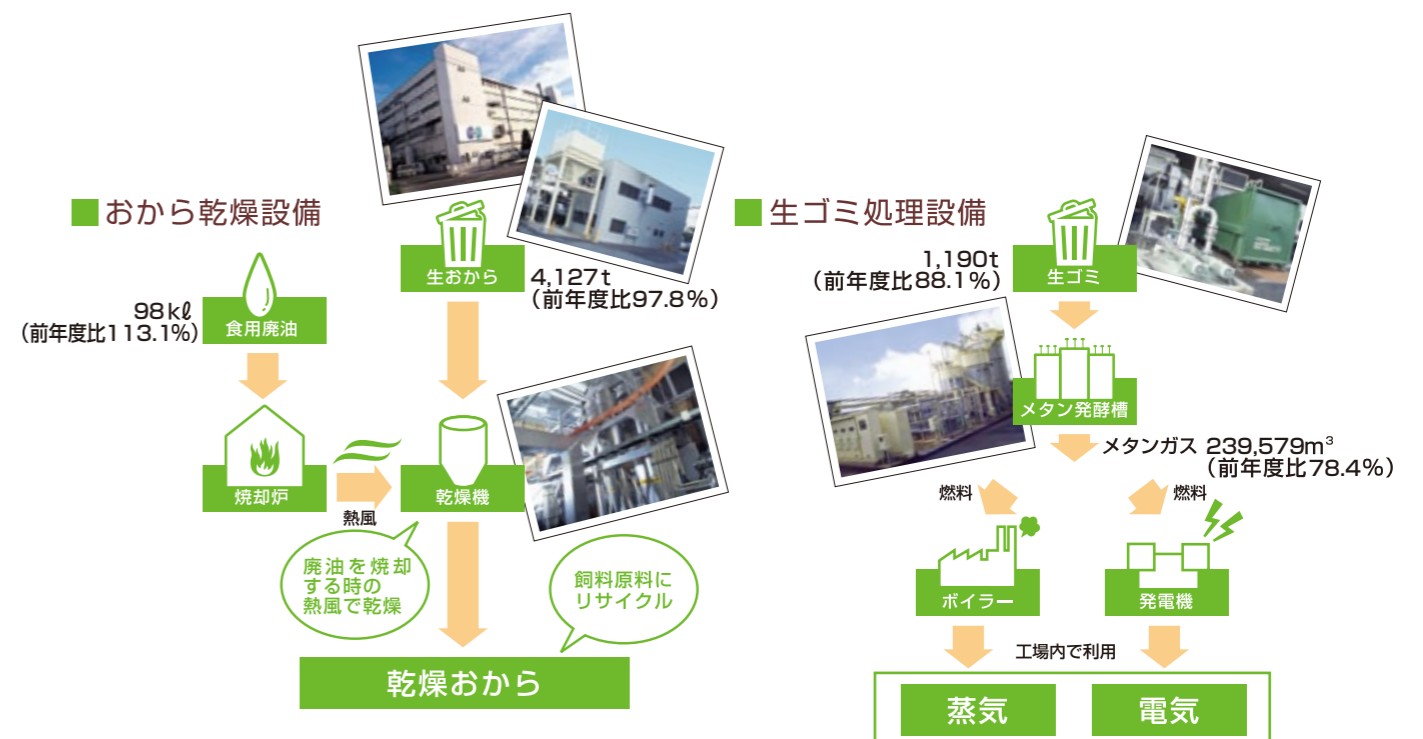 ■おから乾燥設備
98kℓ
(前年度比113.1%)
食用廃油
生おから
4,127t
(前年度比97.8%)
焼却炉
熱風
乾燥機
廃油を焼却
する時の
熱風で乾燥
飼料原料に
リサイクル
乾燥おから
■生ゴミ処理設備
1,190t
(前年度比88.1%)
生ゴミ
メタン発酵槽
メタンガス 239,579m³
(前年度比78.4%)
燃料
燃料
ボイラー
発電機
工場内で利用
蒸気
電気